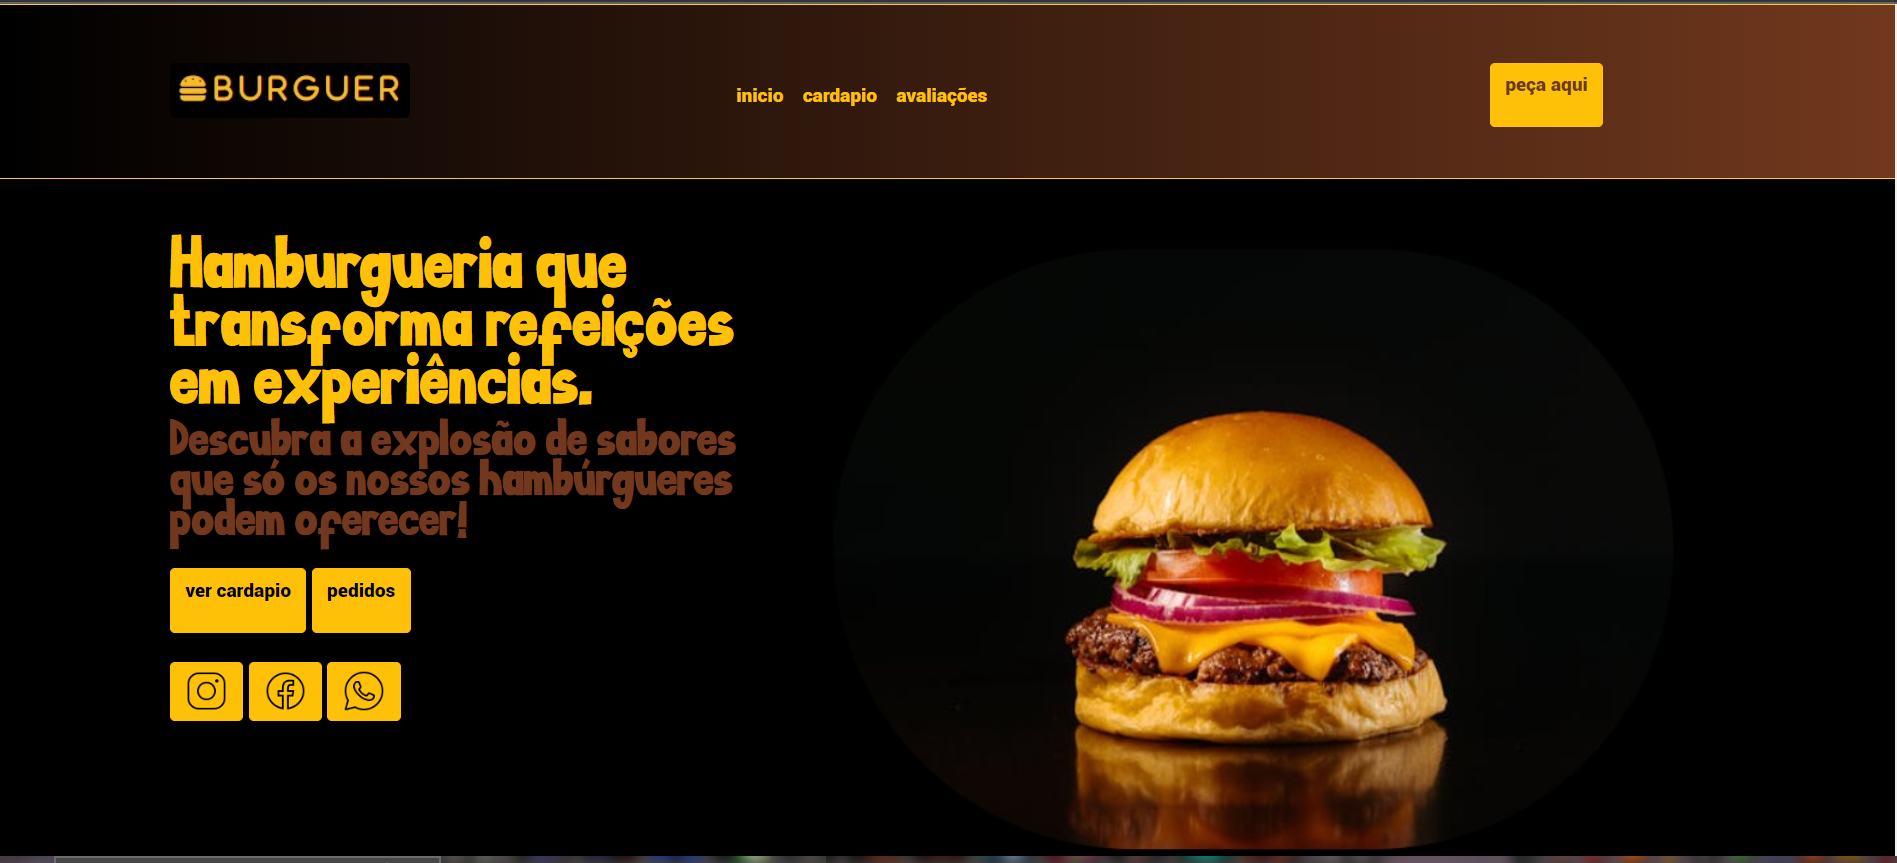 BURGUER
inicio cardapio avaliações
peça aqui
Hamburgueria que
transforma refeições
em experiências.
Descubra a explosão de sabores
que só os nossos hambúrgueres
podem oferecer!
ver cardapio pedidos